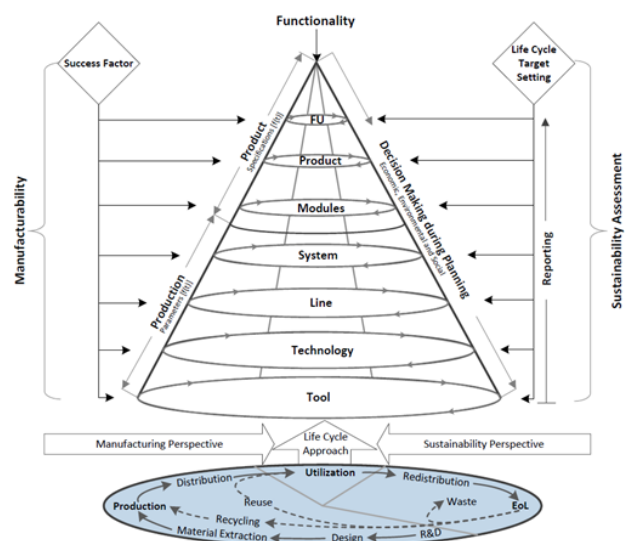 Functionality
Success Factor
Life Cycle
Target
Setting
Manufacturability
Product
Specifications [f(t)]
Production
Parameters [f(t)]
FU
Product
Modules
System
Line
Technology
Tool
Decision Making during Planning
Economic, Environmental and Social
Reporting
Sustainability Assessment
Manufacturing Perspective
Life Cycle
Approach
Sustainability Perspective
Distribution
Utilization
Redistribution
Production
Reuse
Waste
EoL
Recycling
Material Extraction
Design
R&D